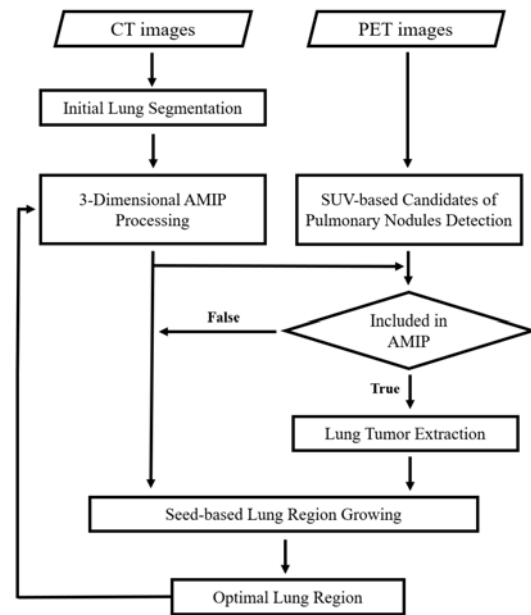 CT images
PET images
Initial Lung Segmentation
3-Dimensional AMIP
Processing
SUV-based Candidates of
Pulmonary Nodules Detection
Included in
AMIP
False
True
Lung Tumor Extraction
Seed-based Lung Region Growing
Optimal Lung Region